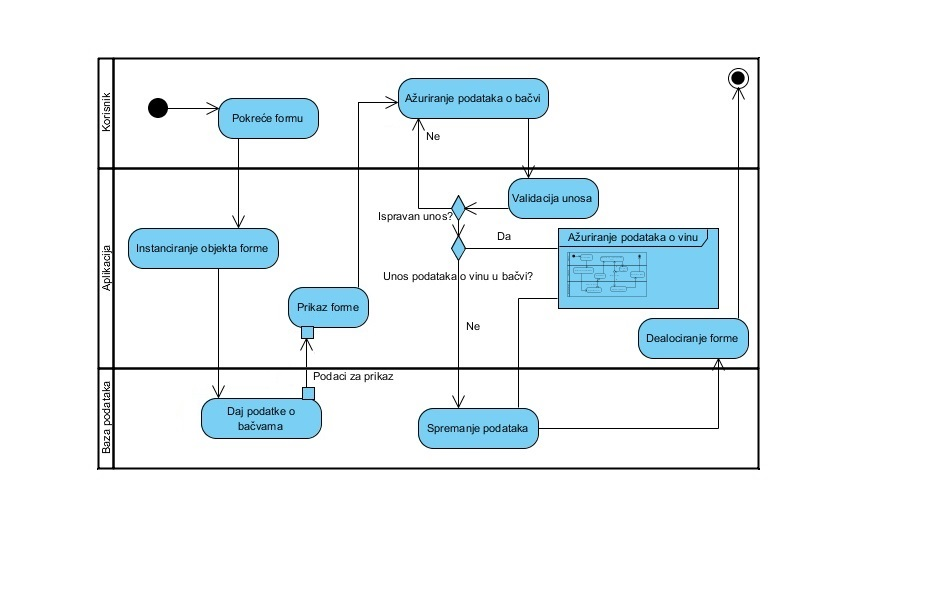 Korisnik
Pokreće formu
Ažuriranje podataka o bačvi
Ne
Aplikacija
Validacija unosa
Ispravan unos?
Da
Ažuriranje podataka o vinu
Instanciranje objekta forme
Unos podataka o vinu u bačvi?
Prikaz forme
Ne
Dealociranje forme
Baza podataka
Podaci za prikaz
Daj podatke o
bačvama
Spremanje podataka